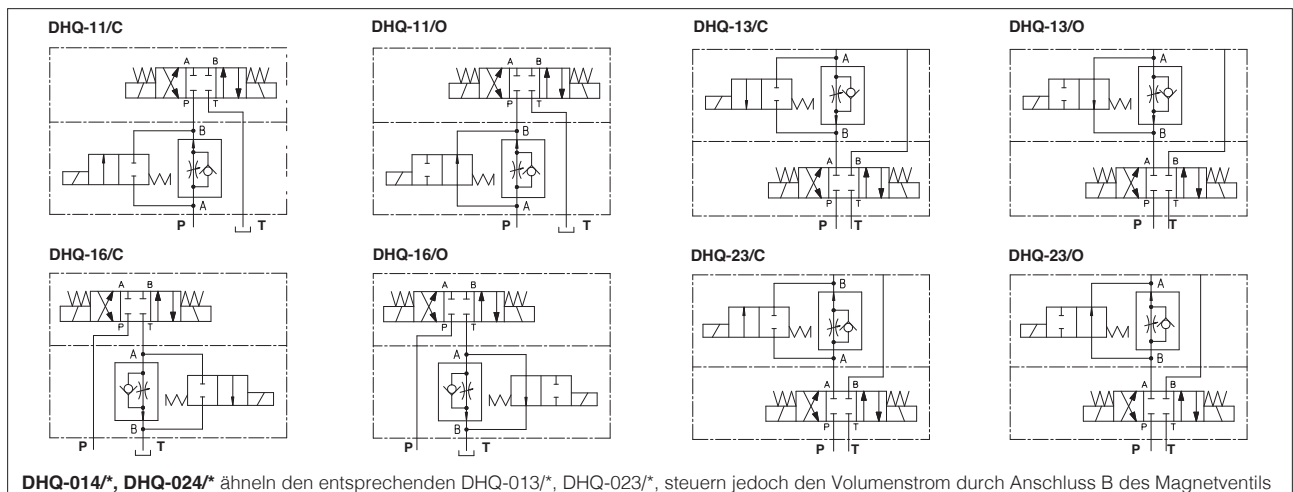 DHQ-11/C DHQ-11/O DHQ-13/C DHQ-13/O
A B
P T
B
A
P T
A B
P T
B
A
P T
A
B
A B
P T
P T
A
B
A B
P T
P T
DHQ-16/C DHQ-16/O DHQ-23/C DHQ-23/O
A B
P T
A
B
P T
A B
P T
A
B
P T
B
A
A B
P T
P T
A
B
A B
P T
P T
DHQ-014/*, DHQ-024/* ähneln den entsprechenden DHQ-013/*, DHQ-023/*, steuern jedoch den Volumenstrom durch Anschluss B des Magnetventils